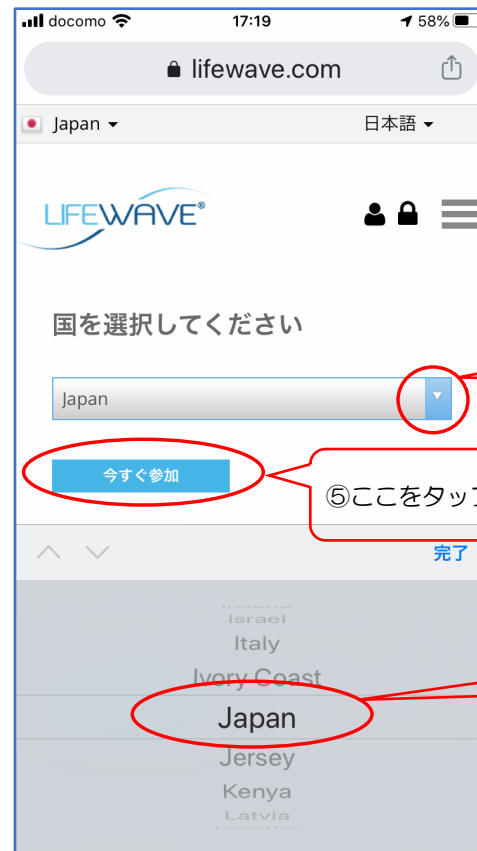 docomo 17:19 58%
lifewave.com
Japan 日本語
LIFEWAVE®
国を選択してください
Japan
今すぐ参加
⑤ここをタップ
完了
Israel
Italy
Ivory Coast
Japan
Jersey
Kenya
Latvia